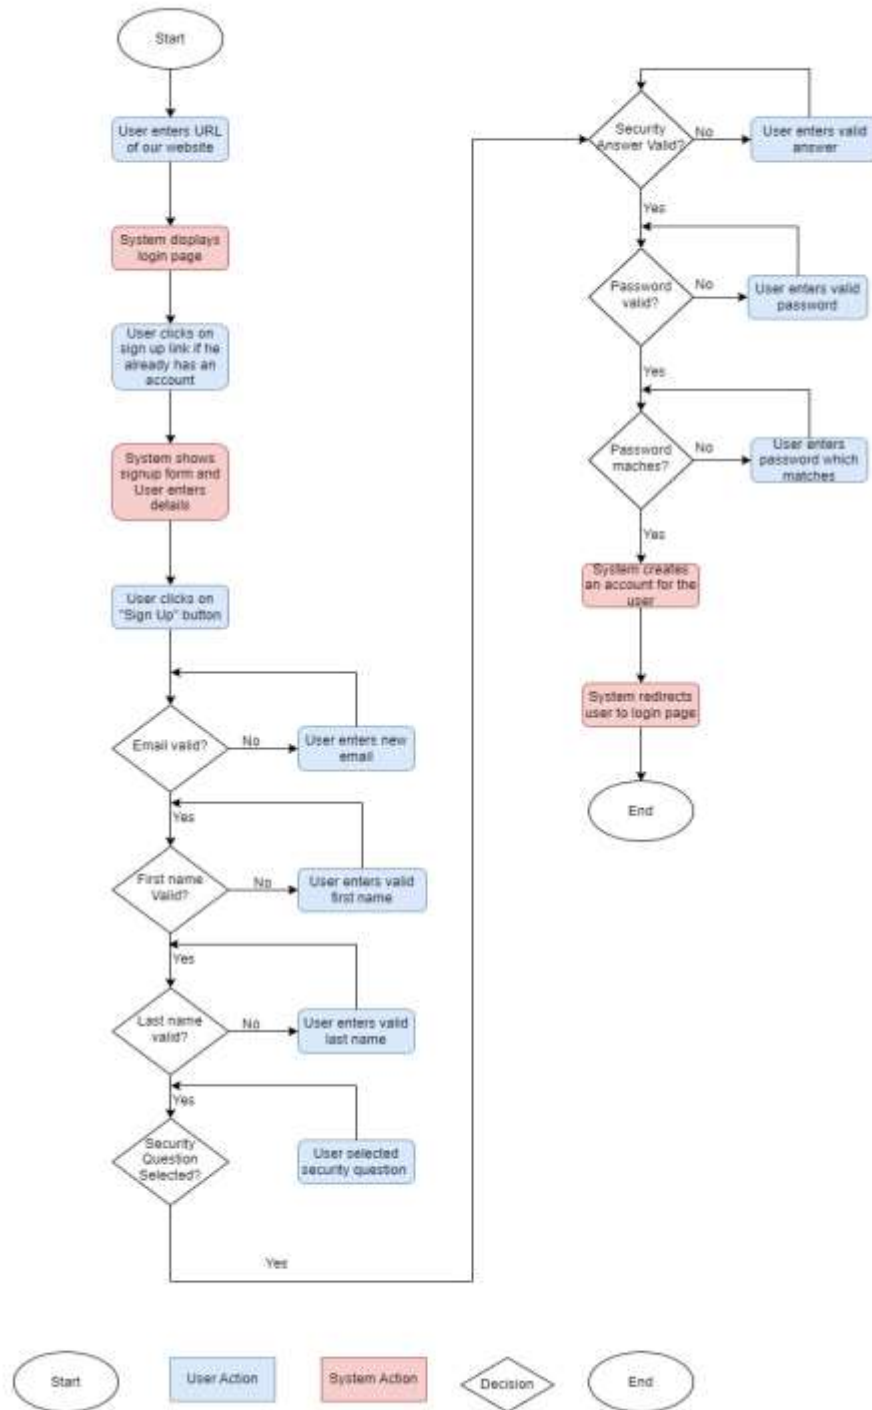 Start
User enters URL
of our website
System displays
login page
User clicks on
sign up link if he
already has an
account
System shows
signup form and
User enters
details
User clicks on
"Sign Up" button
Email valid?
No
User enters new
email
Yes
First name
Valid?
No
User enters valid
first name
Yes
Last name
valid?
No
User enters valid
last name
Yes
Security
Question
Selected?
User selected
security question
Yes
Security
Answer Valid?
No
User enters valid
answer
Yes
Password
valid?
No
User enters valid
password
Yes
Password
maches?
No
User enters
password which
matches
Yes
System creates
an account for the
user
System redirects
user to login page
End
Start
User Action
System Action
Decision
End